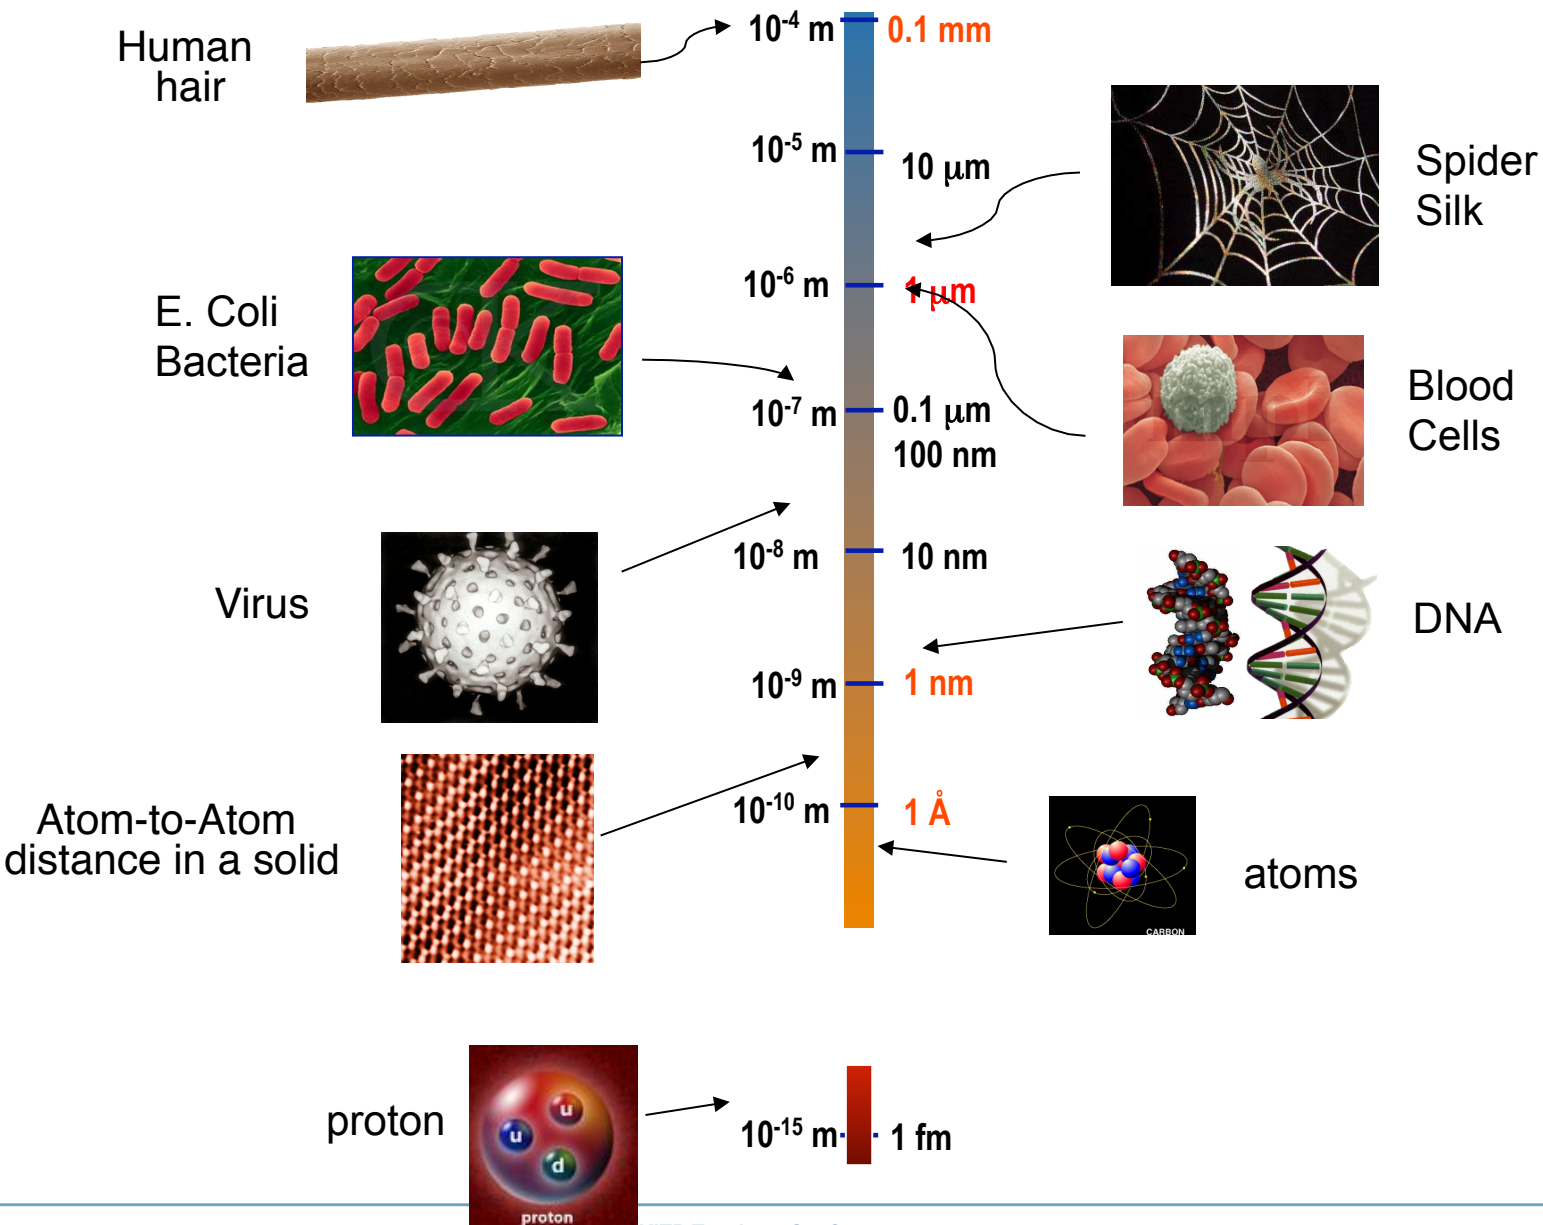 Human
hair
10⁻⁴ m
0.1 mm
10⁻⁵ m
10 μm
Spider
Silk
10⁻⁶ m
1 μm
E. Coli
Bacteria
10⁻⁷ m
0.1 μm
100 nm
Blood
Cells
Virus
10⁻⁸ m
10 nm
DNA
10⁻⁹ m
1 nm
Atom-to-Atom
distance in a solid
10⁻¹⁰ m
1 Å
atoms
CARBON
proton
u
u
d
proton
10⁻¹⁵ m
1 fm